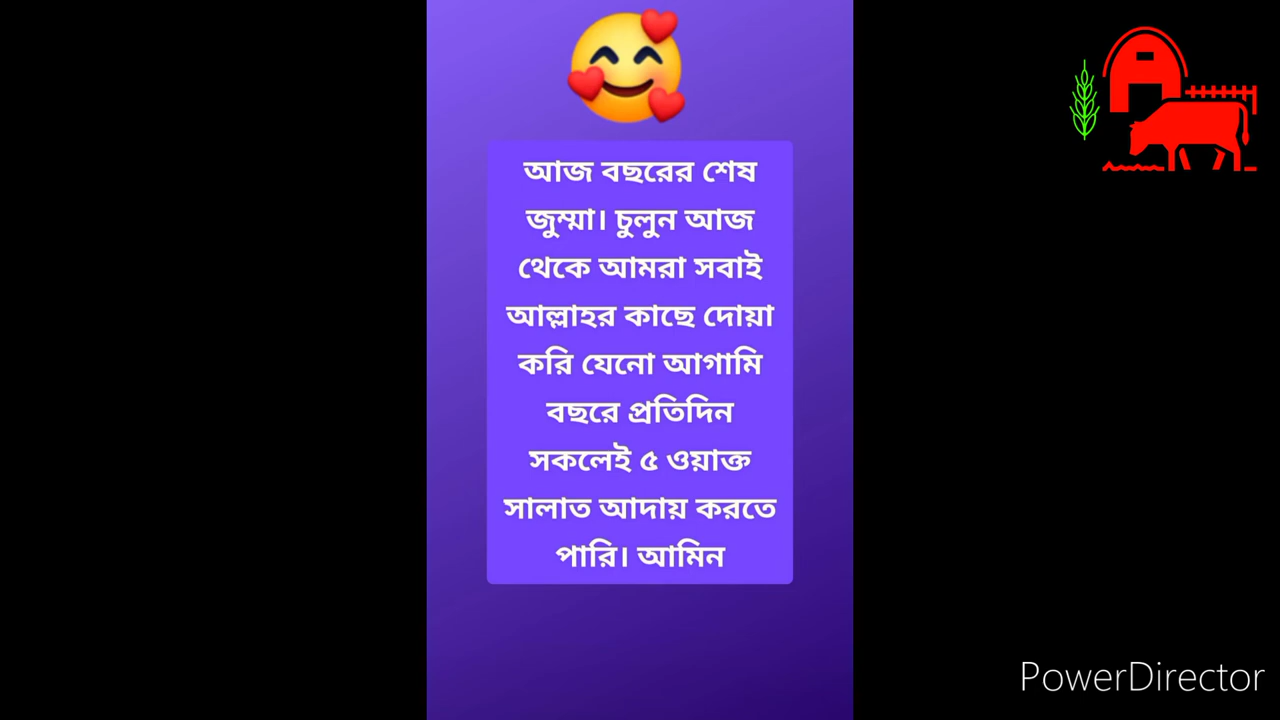 আজ বছরের শেষ
জুম্মা। চুলুন আজ
থেকে আমরা সবাই
আল্লাহর কাছে দোয়া
করি যেনো আগামি
বছরে প্রতিদিন
সকলেই ৫ ওয়াক্ত
সালাত আদায় করতে
পারি। আমিন
PowerDirector